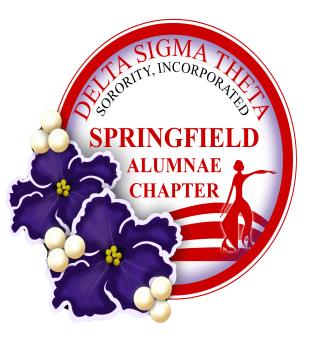 DELTA SIGMA THETA
SORORITY, INCORPORATED
SPRINGFIELD
ALUMNAE
CHAPTER